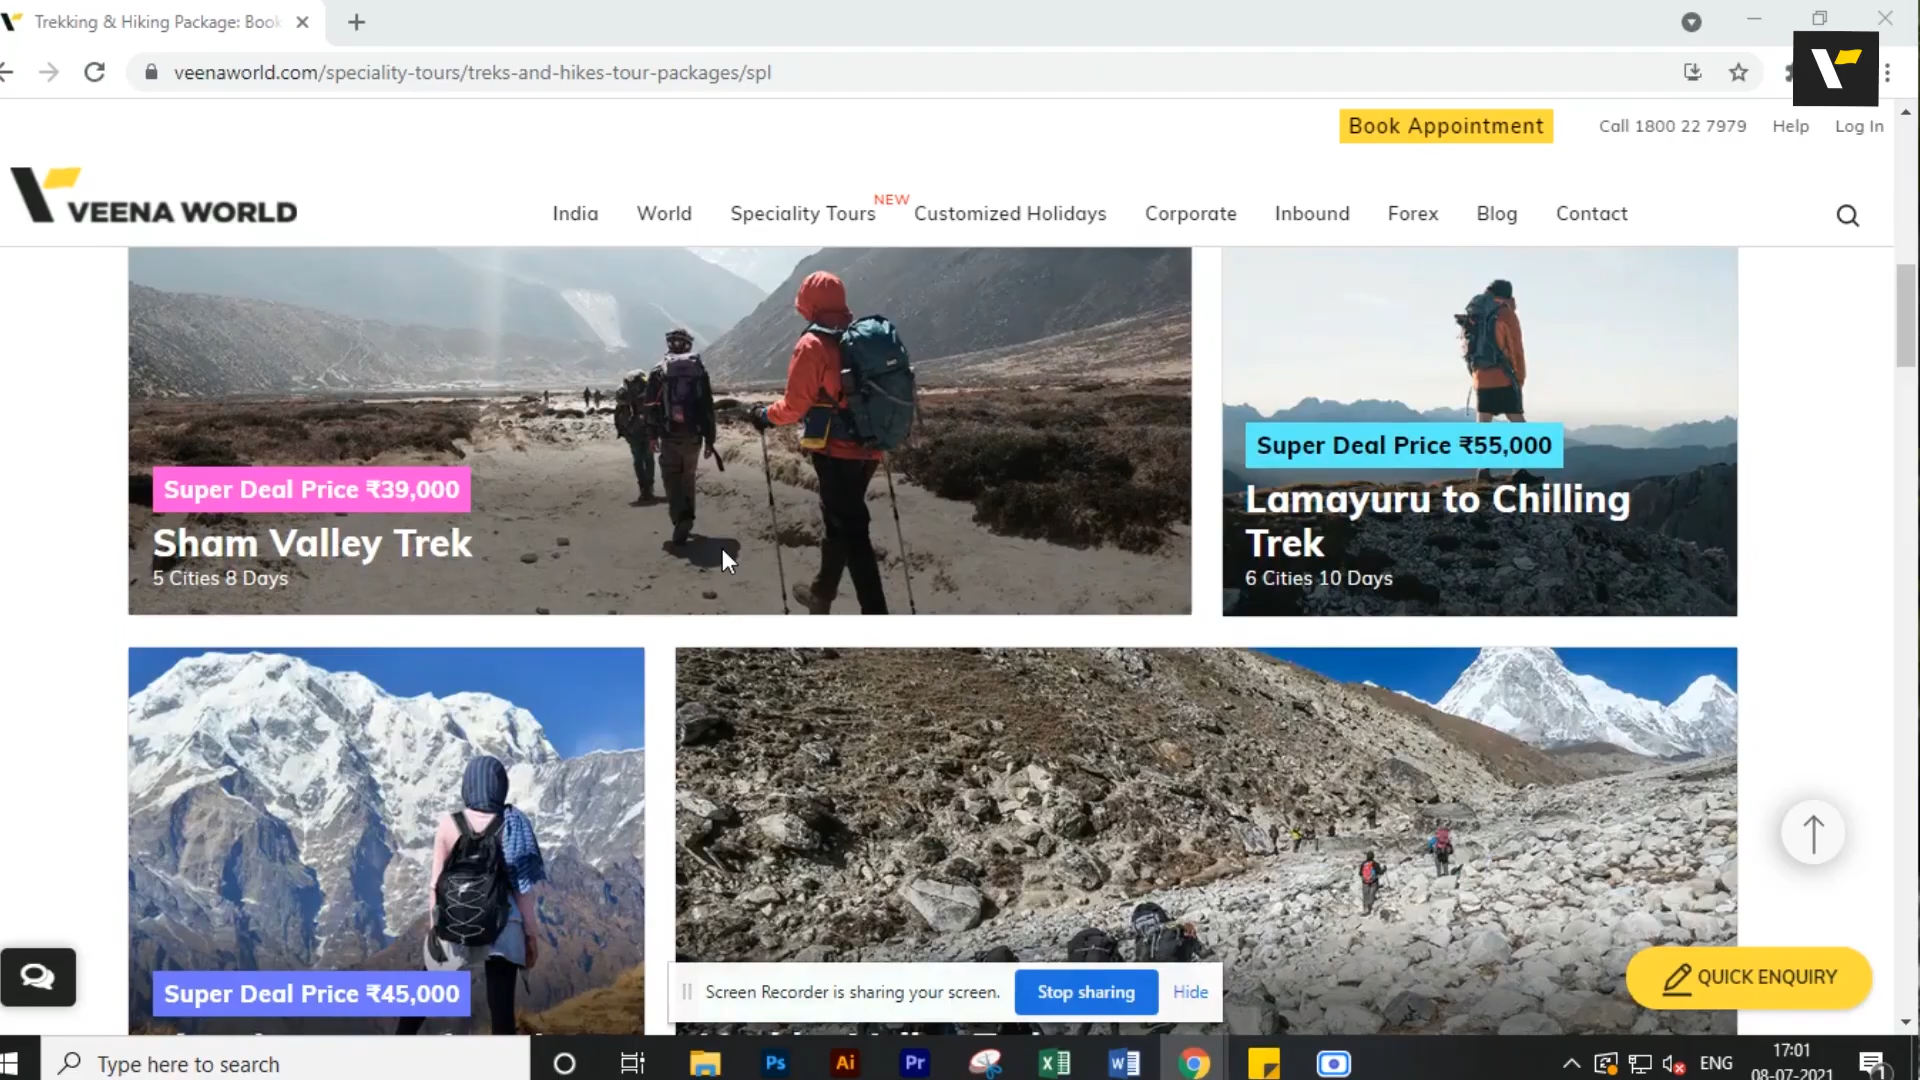 Trekking & Hiking Package: Book
veenaworld.com/speciality-tours/treks-and-hikes-tour-packages/spl
Book Appointment
Call 1800 22 7979
Help
Log In
VEENA WORLD
India
World
Speciality Tours
NEW
Customized Holidays
Corporate
Inbound
Forex
Blog
Contact
Super Deal Price ₹39,000
Sham Valley Trek
5 Cities 8 Days
Super Deal Price ₹55,000
Lamayuru to Chilling
Trek
6 Cities 10 Days
Super Deal Price ₹45,000
QUICK ENQUIRY
Screen Recorder is sharing your screen.
Stop sharing
Hide
Type here to search
Ps
Ai
Pr
ENG
17:01
08-07-2021
1